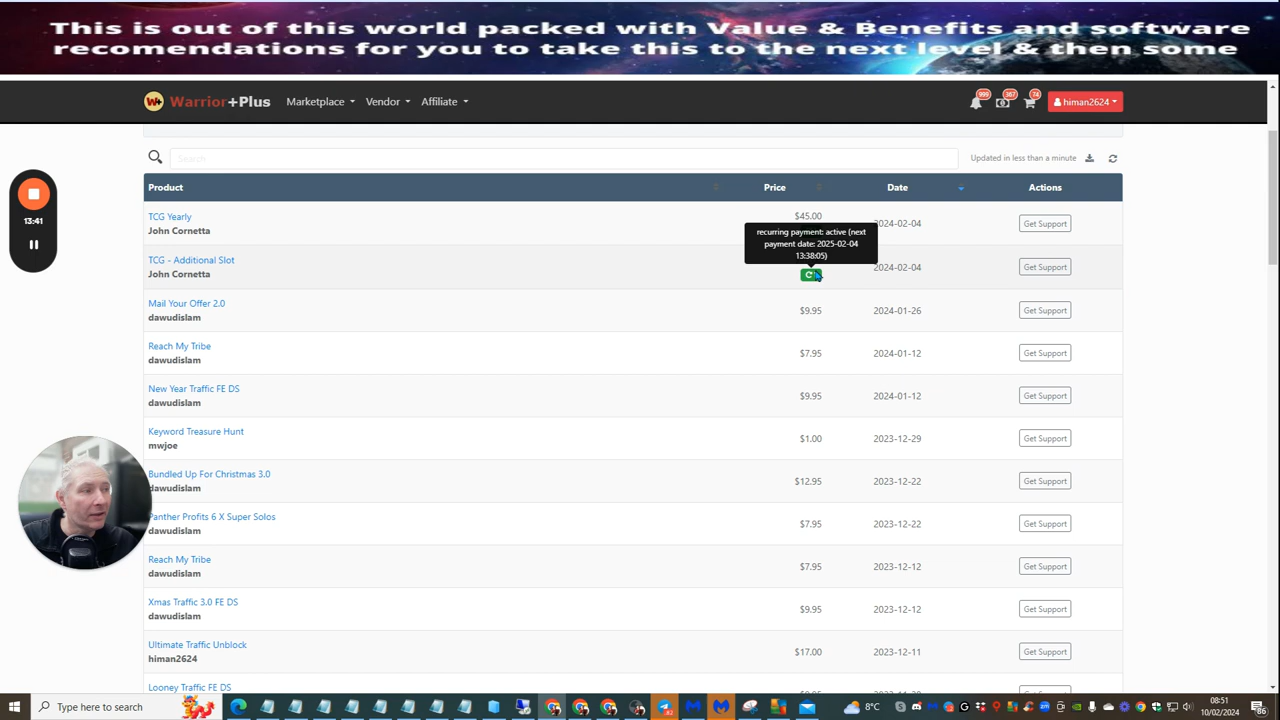 This is out of this world packed with Value & Benefits and software
recomendations for you to take this to the next level & then some
Warrior+Plus Marketplace Vendor Affiliate 999 367 74 himan2624
Search Updated in less than a minute
Product Price Date Actions
TCG Yearly $45.00
John Cornetta 2024-02-04 Get Support
recurring payment: active (next
payment date: 2025-02-04
13:38:05)
TCG - Additional Slot
John Cornetta 2024-02-04 Get Support
Mail Your Offer 2.0
dawudislam $9.95 2024-01-26 Get Support
Reach My Tribe
dawudislam $7.95 2024-01-12 Get Support
New Year Traffic FE DS
dawudislam $9.95 2024-01-12 Get Support
Keyword Treasure Hunt
mwjoe $1.00 2023-12-29 Get Support
Bundled Up For Christmas 3.0
dawudislam $12.95 2023-12-22 Get Support
Panther Profits 6 X Super Solos
dawudislam $7.95 2023-12-22 Get Support
Reach My Tribe
dawudislam $7.95 2023-12-12 Get Support
Xmas Traffic 3.0 FE DS
dawudislam $9.95 2023-12-12 Get Support
Ultimate Traffic Unblock
himan2624 $17.00 2023-12-11 Get Support
Looney Traffic FE DS
13:41
Type here to search 8°C 08:51
10/02/2024 86